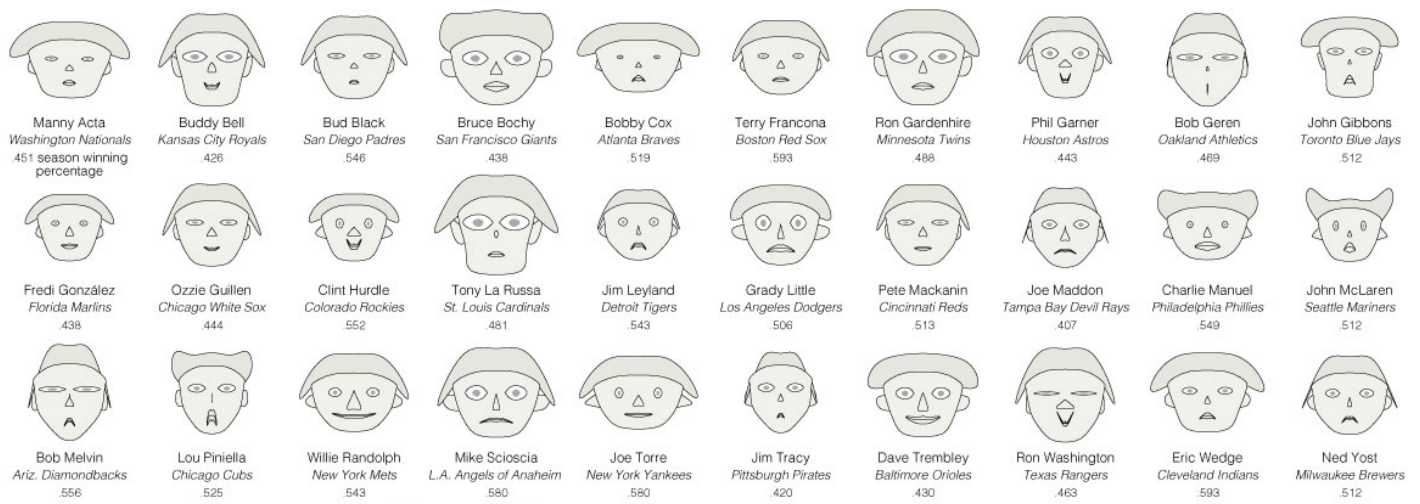 Manny Acta
Washington Nationals
.451 season winning
percentage
Buddy Bell
Kansas City Royals
.426
Bud Black
San Diego Padres
.546
Bruce Bochy
San Francisco Giants
.438
Bobby Cox
Atlanta Braves
.519
Terry Francona
Boston Red Sox
.593
Ron Gardenhire
Minnesota Twins
.488
Phil Garner
Houston Astros
.443
Bob Geren
Oakland Athletics
.469
John Gibbons
Toronto Blue Jays
.512
Fredi González
Florida Marlins
.438
Ozzie Guillen
Chicago White Sox
.444
Clint Hurdle
Colorado Rockies
.552
Tony La Russa
St. Louis Cardinals
.481
Jim Leyland
Detroit Tigers
.543
Grady Little
Los Angeles Dodgers
.506
Pete Mackanin
Cincinnati Reds
.513
Joe Maddon
Tampa Bay Devil Rays
.407
Charlie Manuel
Philadelphia Phillies
.549
John McLaren
Seattle Mariners
.512
Bob Melvin
Ariz. Diamondbacks
.556
Lou Piniella
Chicago Cubs
.525
Willie Randolph
New York Mets
.543
Mike Scioscia
L.A. Angels of Anaheim
.580
Joe Torre
New York Yankees
.580
Jim Tracy
Pittsburgh Pirates
.420
Dave Trembley
Baltimore Orioles
.430
Ron Washington
Texas Rangers
.463
Eric Wedge
Cleveland Indians
.593
Ned Yost
Milwaukee Brewers
.512